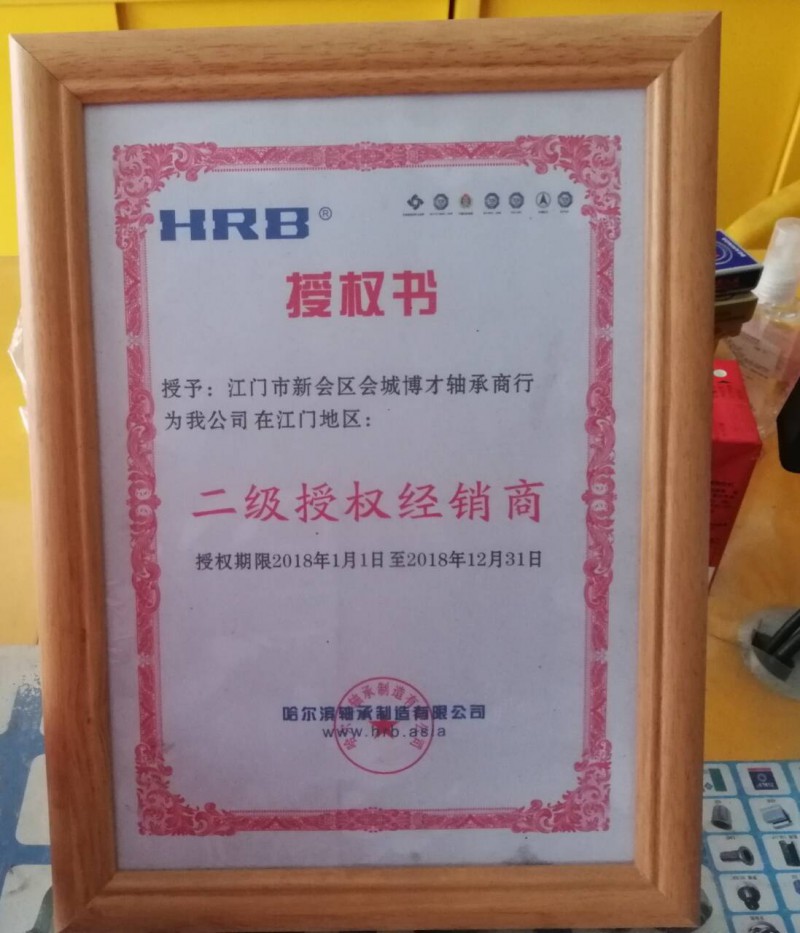 HRB®
授权书
授予：江门市新会区会城博才轴承商行
为我公司在江门地区：
二级授权经销商
授权期限2018年1月1日至2018年12月31日
哈尔滨轴承制造有限公司
www.hrb.asia